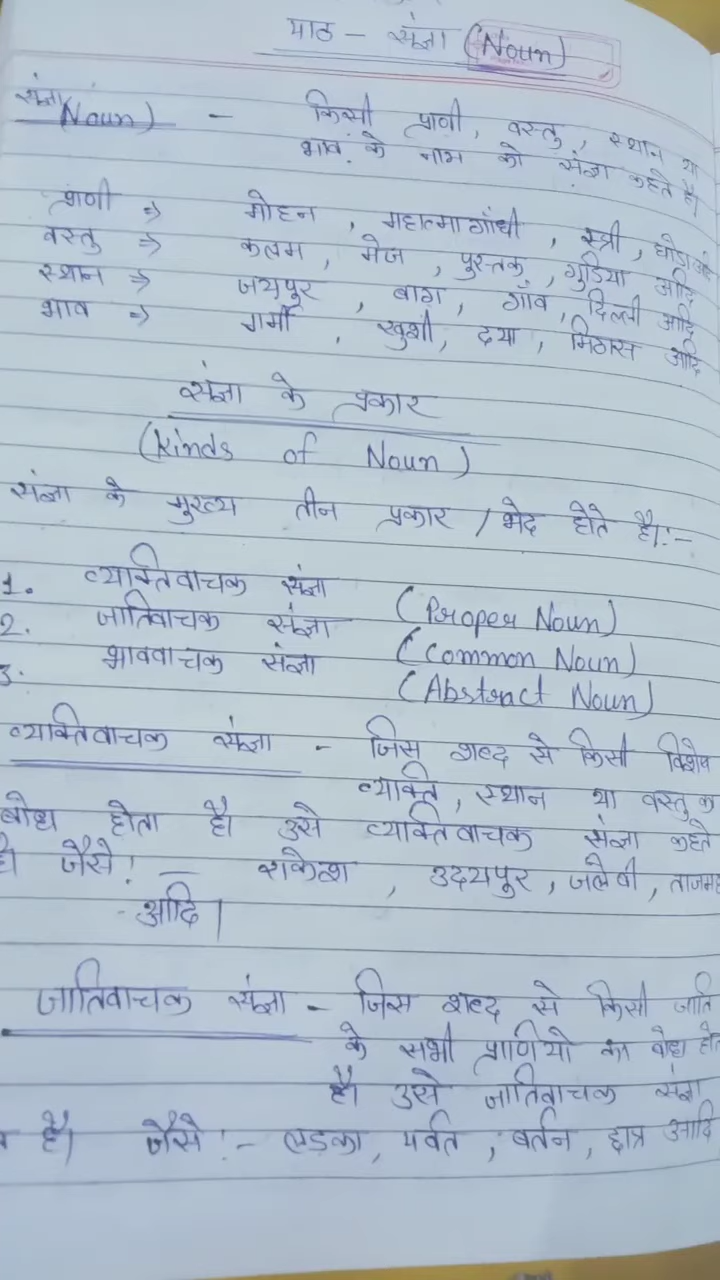 पाठ - संज्ञा (Noun)
संज्ञा (Noun) - किसी प्राणी, वस्तु, स्थान या
भाव के नाम को संज्ञा कहते है।
प्राणी ⇒ मोहन, महात्मा गांधी, स्त्री, घोड़ा
वस्तु ⇒ कलम, मेज, पुस्तक, गुडिया आदि
स्थान ⇒ जयपुर, बाग, गाँव, दिल्ली आदि
भाव ⇒ गर्मी, खुशी, दया, मिठास आदि
संज्ञा के प्रकार
(Kinds of Noun)
संज्ञा के मुख्य तीन प्रकार / भेद होते है।:-
1. व्यक्तिवाचक संज्ञा (Proper Noun)
2. जातिवाचक संज्ञा (Common Noun)
3. भाववाचक संज्ञा (Abstract Noun)
व्यक्तिवाचक संज्ञा - जिस शब्द से किसी विशेष
व्यक्ति, स्थान या वस्तु क
बोध होता है। उसे व्यक्तिवाचक संज्ञा कहते
है जैसे:- राकेश, उदयपुर, जलेबी, ताजम
आदि।
जातिवाचक संज्ञा - जिस शब्द से किसी जाति
के सभी प्राणियो का बोध होत
है। उसे जातिवाचक संज्ञा
है। जैसे:- लड़का, पर्वत, बर्तन, छात्र आदि